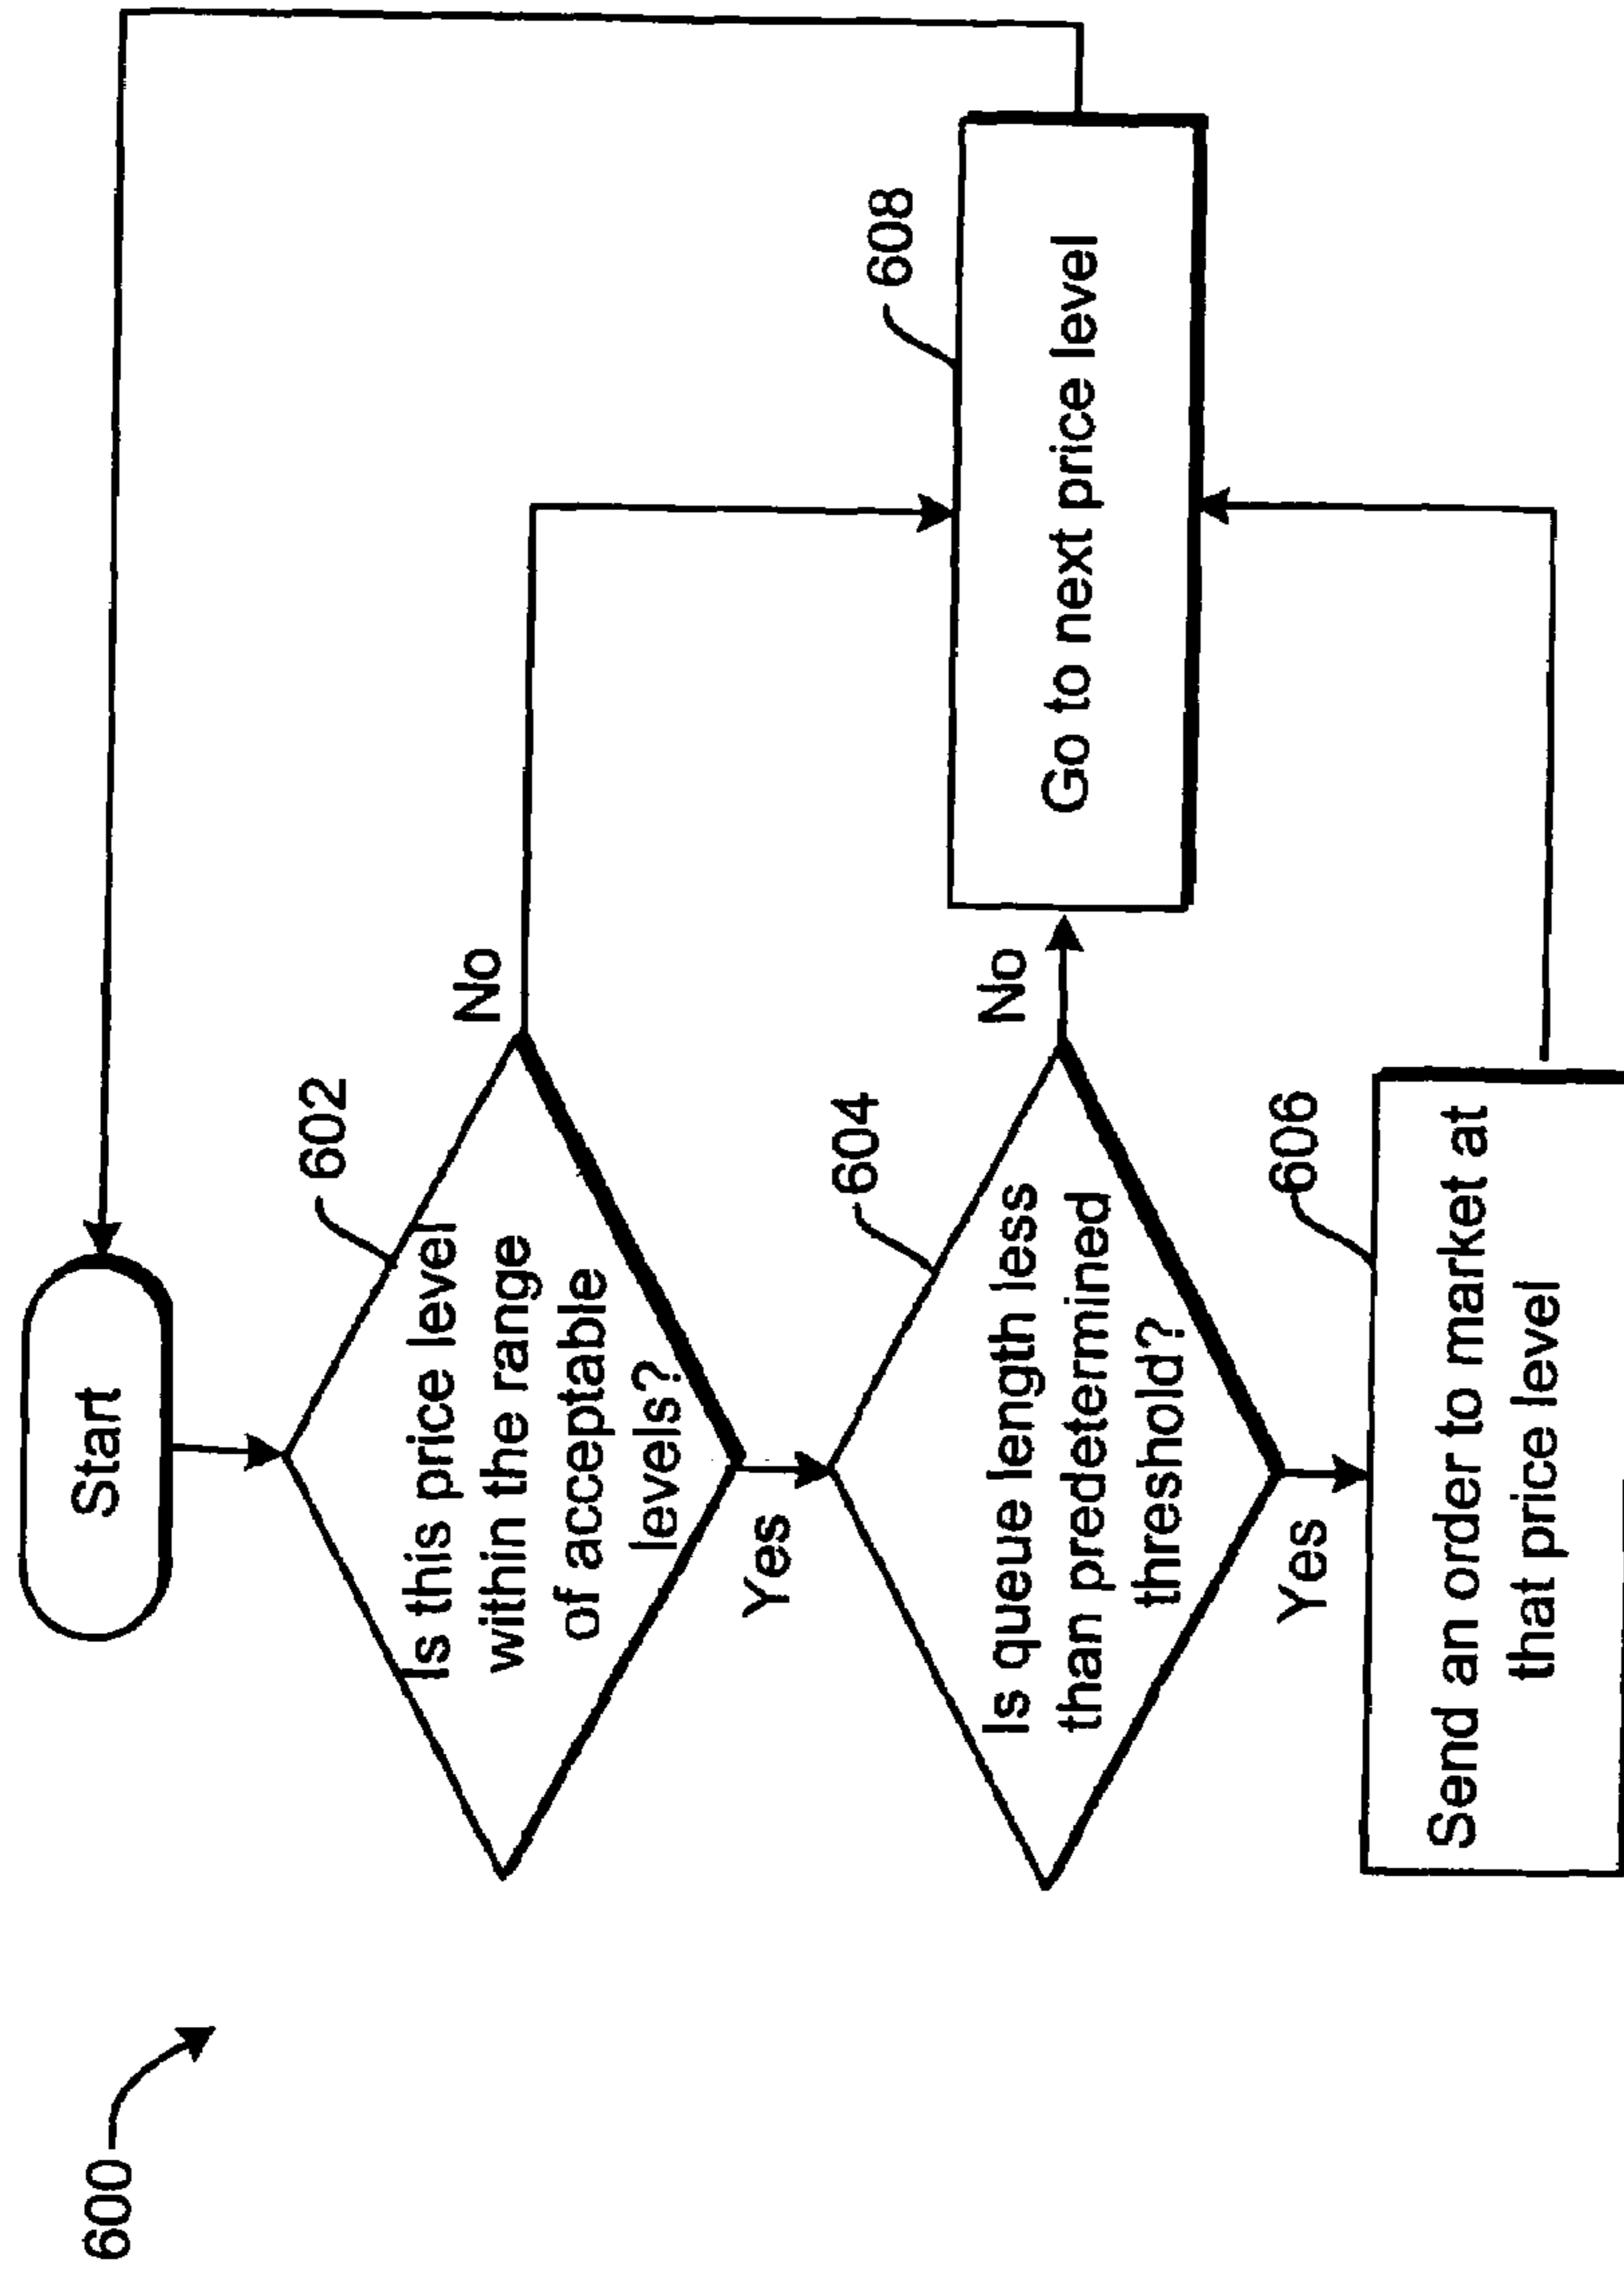 600
Start
602
Is this price level
within the range
of acceptable
levels?
No
Yes
604
Is queue length less
than predetermined
threshold?
No
608
Go to next price level
Yes
606
Send an order to market at
that price level